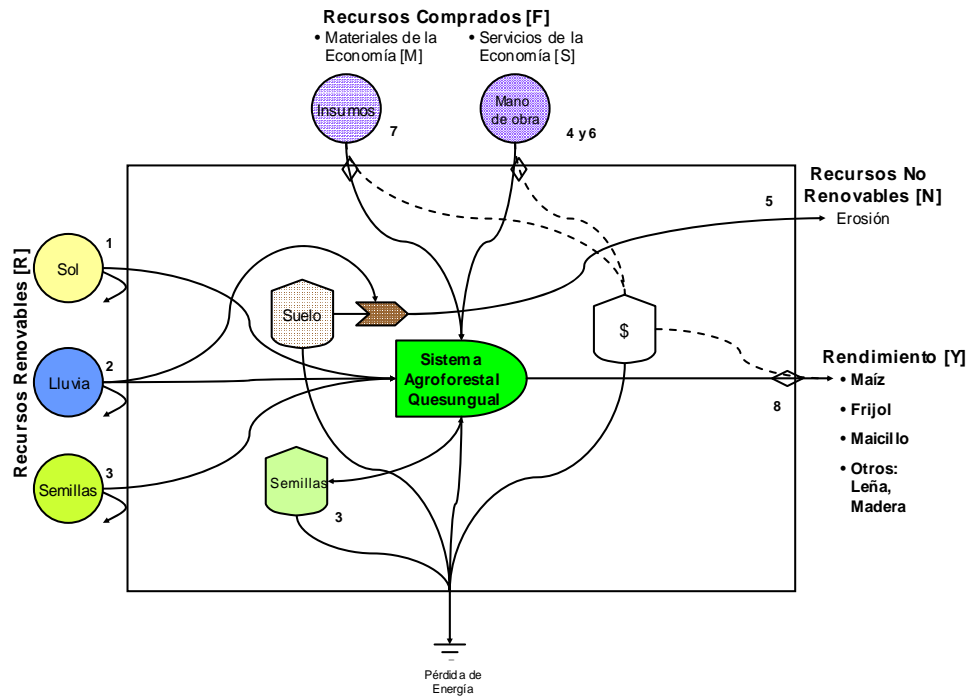 Recursos Comprados [F]
• Materiales de la
Economía [M]
• Servicios de la
Economía [S]
Insumos
7
Mano
de obra
4 y 6
Recursos No
Renovables [N]
Erosión
5
Recursos Renovables [R]
1
Sol
2
Lluvia
3
Semillas
Suelo
$
Sistema
Agroforestal
Quesungual
Semillas
3
8
Rendimiento [Y]
• Maíz
• Frijol
• Maicillo
• Otros:
Leña,
Madera
Pérdida de
Energía